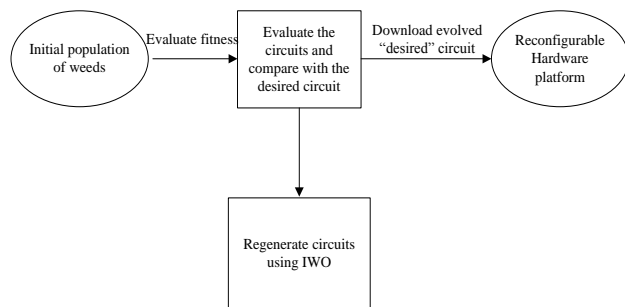 Initial population
of weeds
Evaluate fitness
Evaluate the
circuits and
compare with the
desired circuit
Download evolved
“desired” circuit
Reconfigurable
Hardware
platform
Regenerate circuits
using IWO